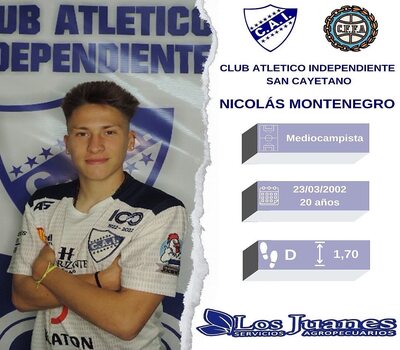 CLUB ATLETICO
INDEPENDIENTE
C.A.I.
CLUB ATLETICO INDEPENDIENTE
SAN CAYETANO
NICOLÁS MONTENEGRO
Mediocampista
23/03/2002
20 años
D
1,70
100
Los Juanes
SERVICIOS AGROPECUARIOS